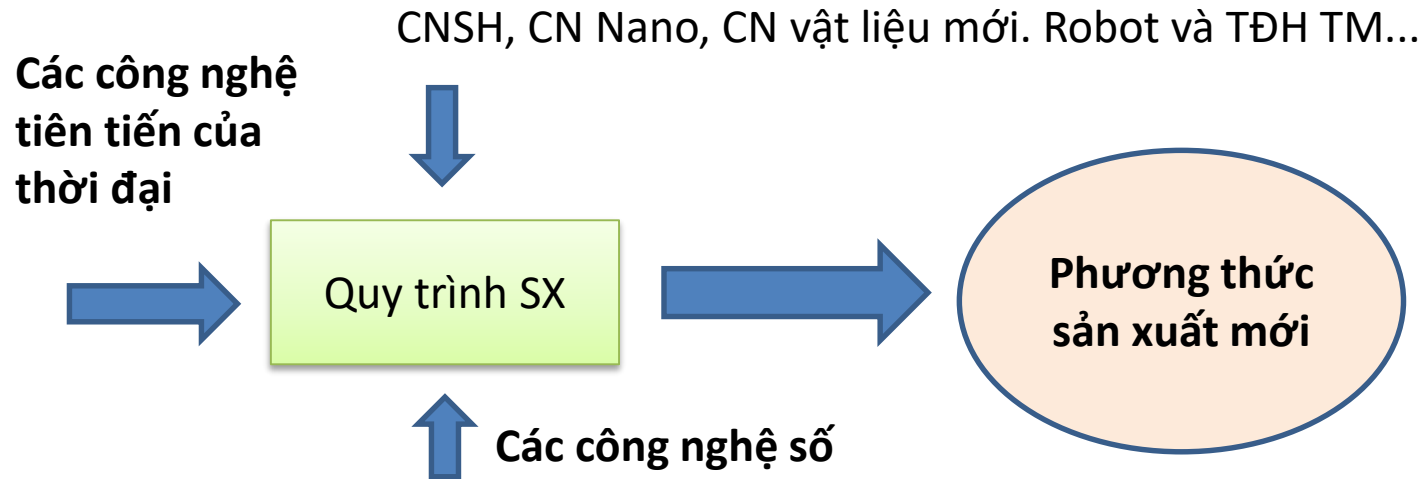 CNSH, CN Nano, CN vật liệu mới. Robot và TĐH TM...
Các công nghệ
tiên tiến của
thời đại
Quy trình SX
Phương thức
sản xuất mới
Các công nghệ số